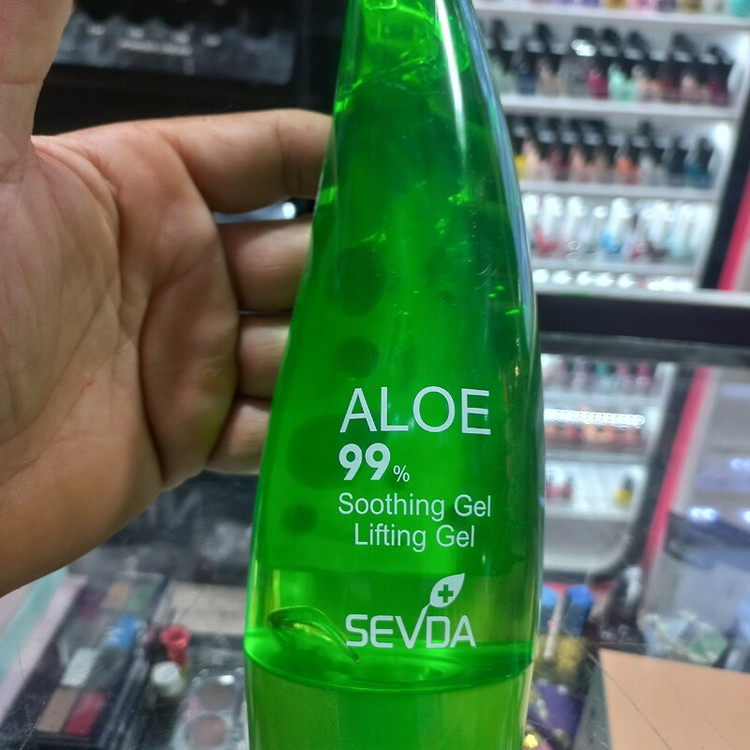 ALOE
99%
Soothing Gel
Lifting Gel
SEVDA